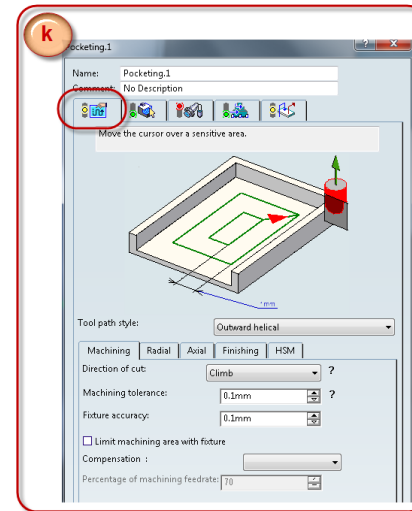 k
Pocketing.1
Name: Pocketing.1
Comment: No Description
Move the cursor over a sensitive area.
1mm
Tool path style: Outward helical
Machining Radial Axial Finishing HSM
Direction of cut: Climb ?
Machining tolerance: 0.1mm ?
Fixture accuracy: 0.1mm
Limit machining area with fixture
Compensation :
Percentage of machining feedrate: 70